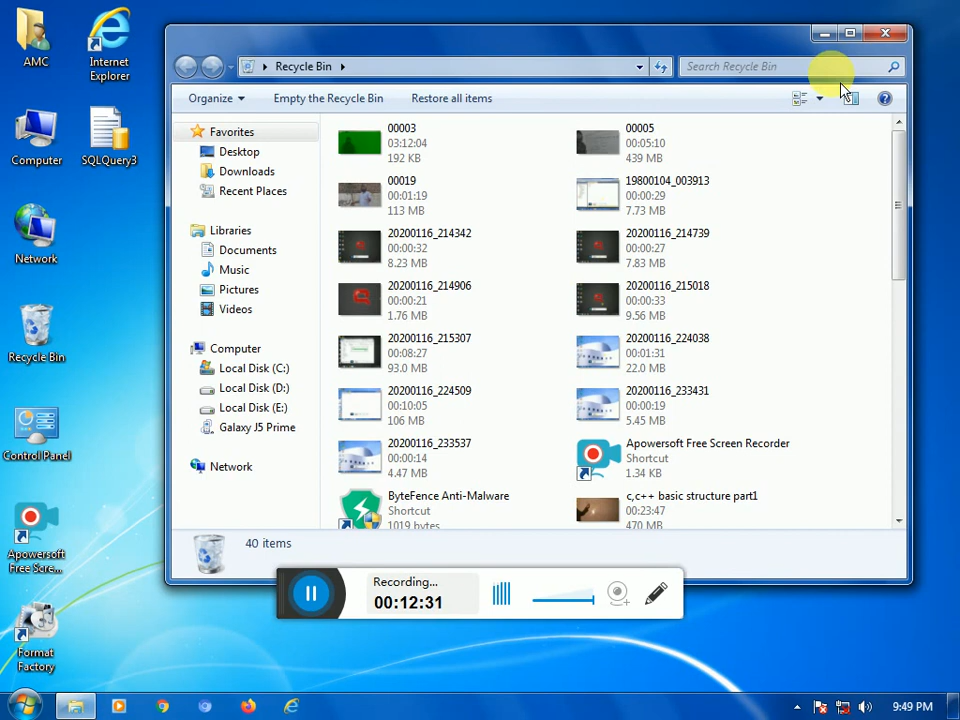 AMC
Internet
Explorer
Computer
SQLQuery3
Network
Recycle Bin
Control Panel
Apowersoft
Free Scre...
Format
Factory
Recycle Bin
Search Recycle Bin
Organize
Empty the Recycle Bin
Restore all items
Favorites
Desktop
Downloads
Recent Places
Libraries
Documents
Music
Pictures
Videos
Computer
Local Disk (C:)
Local Disk (D:)
Local Disk (E:)
Galaxy J5 Prime
Network
00003
03:12:04
192 KB
00005
00:05:10
439 MB
00019
00:01:19
113 MB
19800104_003913
00:00:29
7.73 MB
20200116_214342
00:00:32
8.23 MB
20200116_214739
00:00:27
7.83 MB
20200116_214906
00:00:21
1.76 MB
20200116_215018
00:00:33
9.56 MB
20200116_215307
00:08:27
93.0 MB
20200116_224038
00:01:31
22.0 MB
20200116_224509
00:10:05
106 MB
20200116_233431
00:00:19
5.45 MB
20200116_233537
00:00:14
4.47 MB
Apowersoft Free Screen Recorder
Shortcut
1.34 KB
ByteFence Anti-Malware
Shortcut
1019 bytes
c,c++ basic structure part1
00:23:47
470 MB
40 items
Recording...
00:12:31
9:49 PM